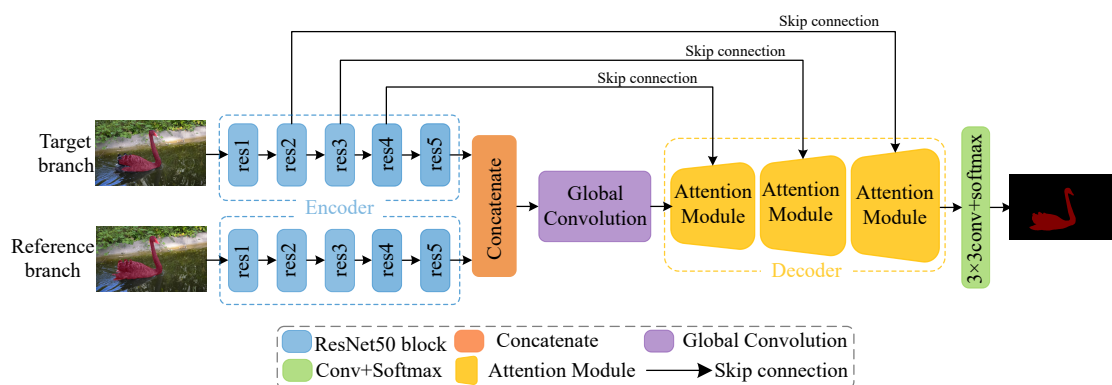 Skip connection
Skip connection
Skip connection
Target
branch
res1
res2
res3
res4
res5
Encoder
Reference
branch
res1
res2
res3
res4
res5
Concatenate
Global
Convolution
Attention
Module
Attention
Module
Attention
Module
Decoder
3×3conv+softmax
ResNet50 block
Concatenate
Global Convolution
Conv+Softmax
Attention Module
Skip connection